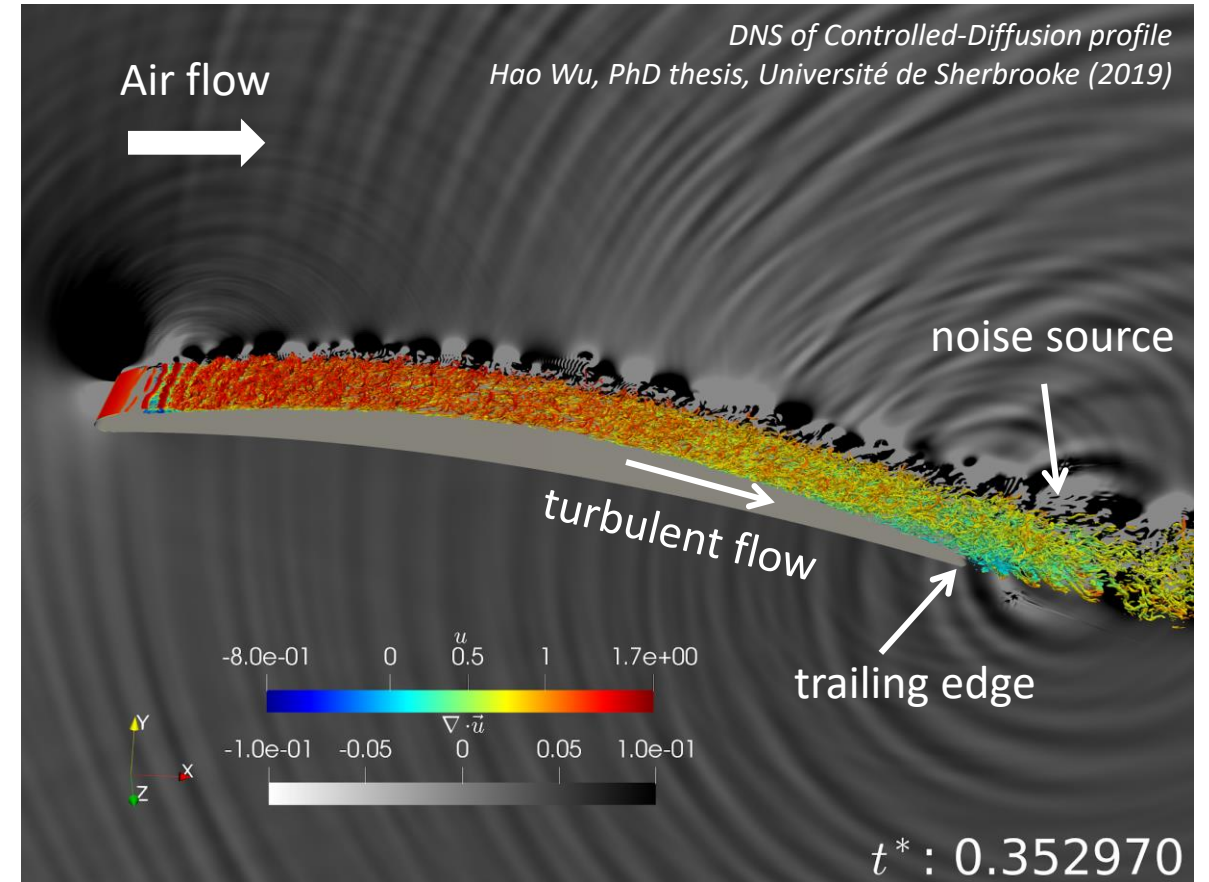 DNS of Controlled-Diffusion profile
Hao Wu, PhD thesis, Université de Sherbrooke (2019)
Air flow
noise source
turbulent flow
trailing edge
u
-8.0e-01 0 0.5 1 1.7e+00
∇·u⃗
-1.0e-01 -0.05 0 0.05 1.0e-01
Y
X
Z
t* : 0.352970